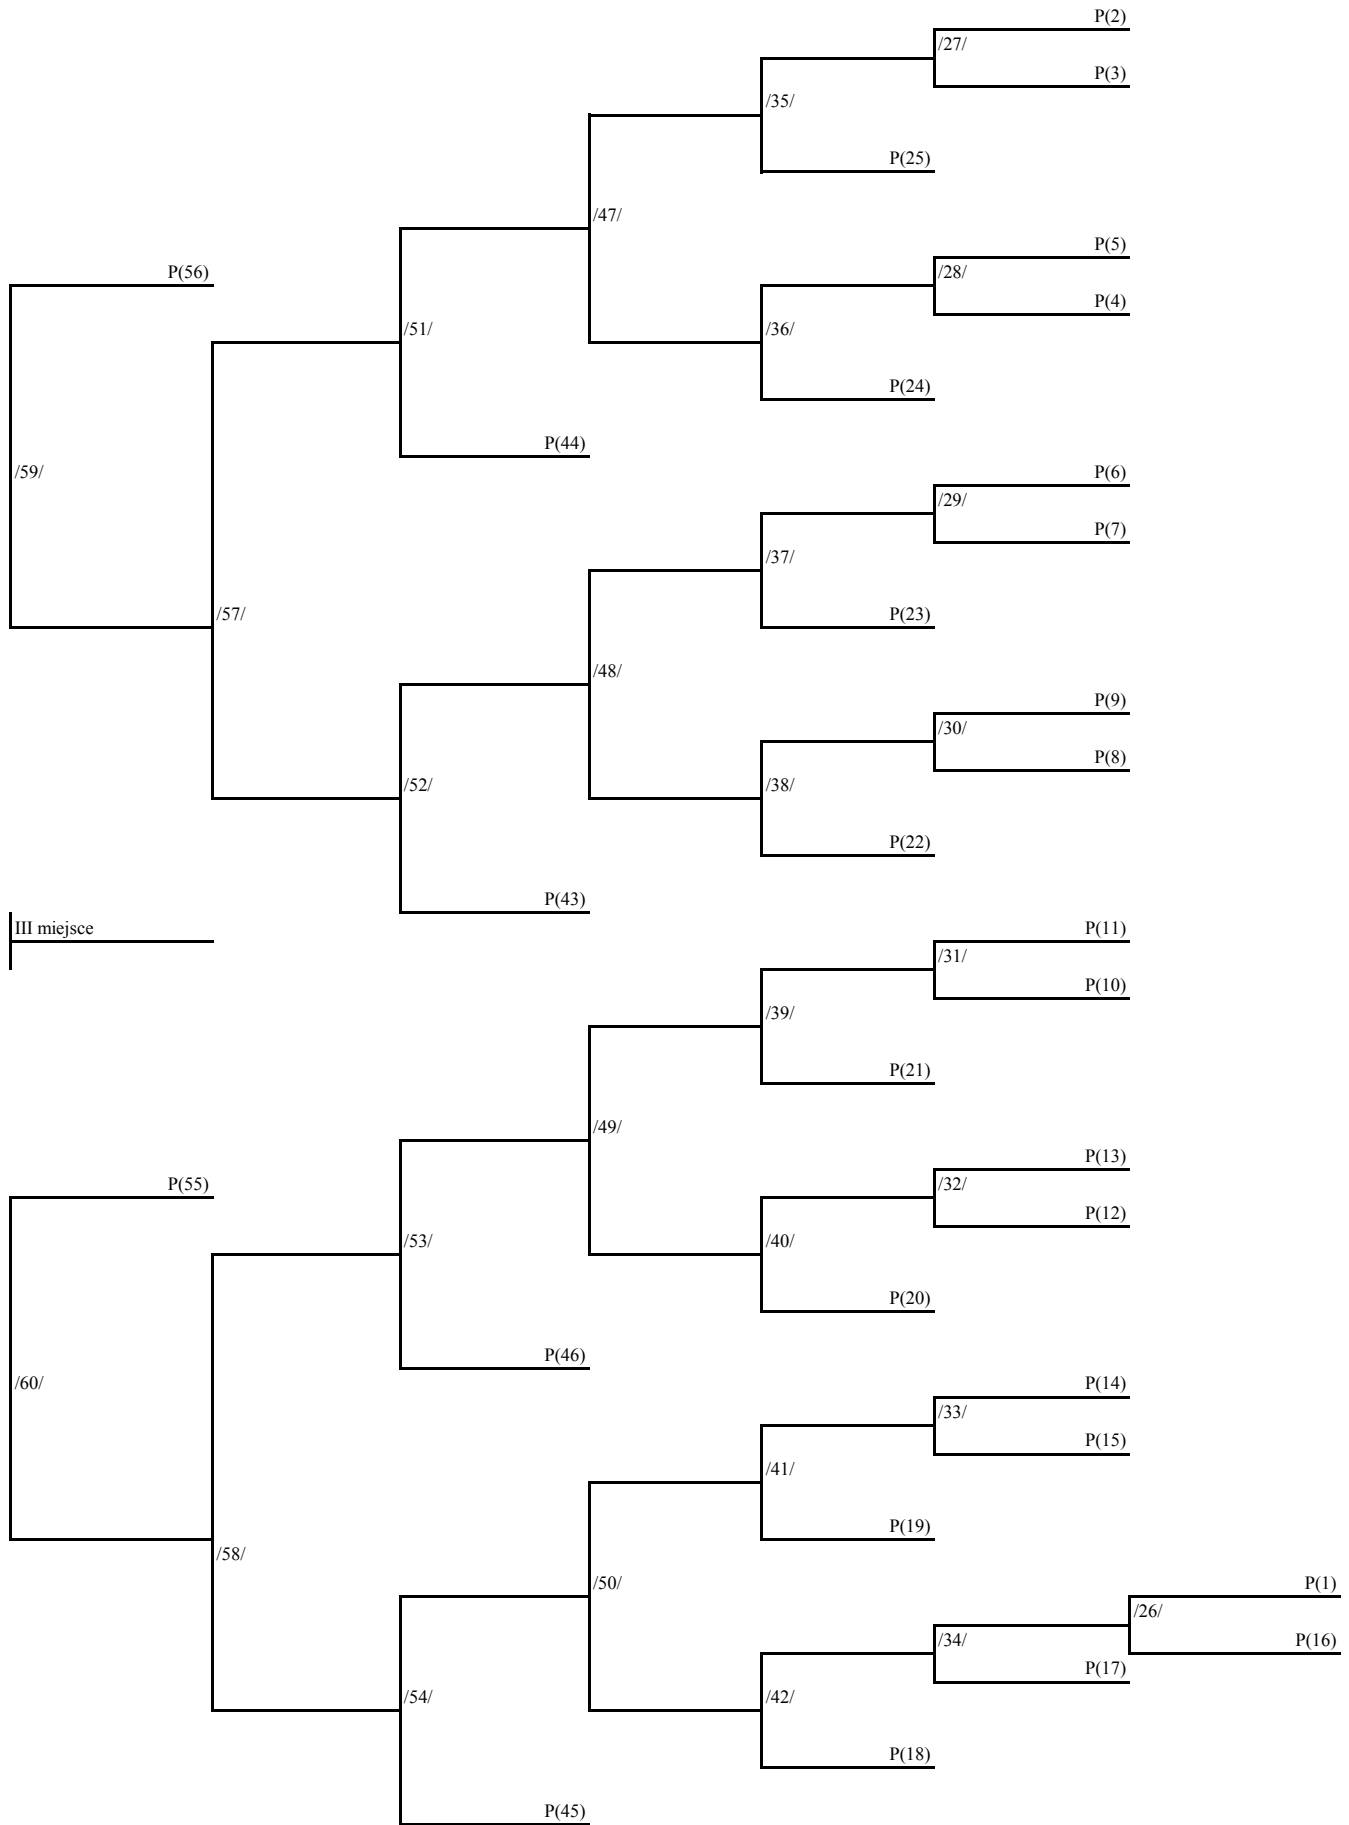 P(2)
/27/
P(3)
/35/
P(25)
/47/
P(5)
P(56)
/28/
P(4)
/51/
/36/
P(24)
P(44)
/59/
P(6)
/29/
P(7)
/37/
P(23)
/57/
/48/
P(9)
/30/
P(8)
/52/
/38/
P(22)
P(43)
III miejsce
P(11)
/31/
P(10)
/39/
P(21)
/49/
P(13)
P(55)
/32/
P(12)
/53/
/40/
P(20)
P(46)
/60/
P(14)
/33/
P(15)
/41/
P(19)
/58/
/50/
P(1)
/26/
/34/
P(16)
P(17)
/54/
/42/
P(18)
P(45)